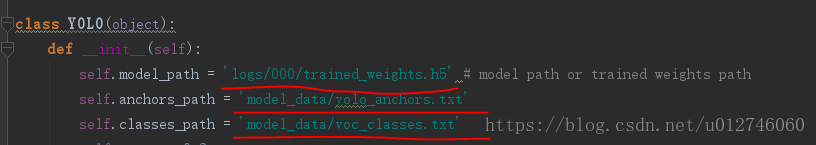 class YOLO(object):
def __init__(self):
self.model_path = 'logs/000/trained_weights.h5' # model path or trained weights path
self.anchors_path = 'model_data/yolo_anchors.txt'
self.classes_path = 'model_data/voc_classes.txt'
https://blog.csdn.net/u012746060